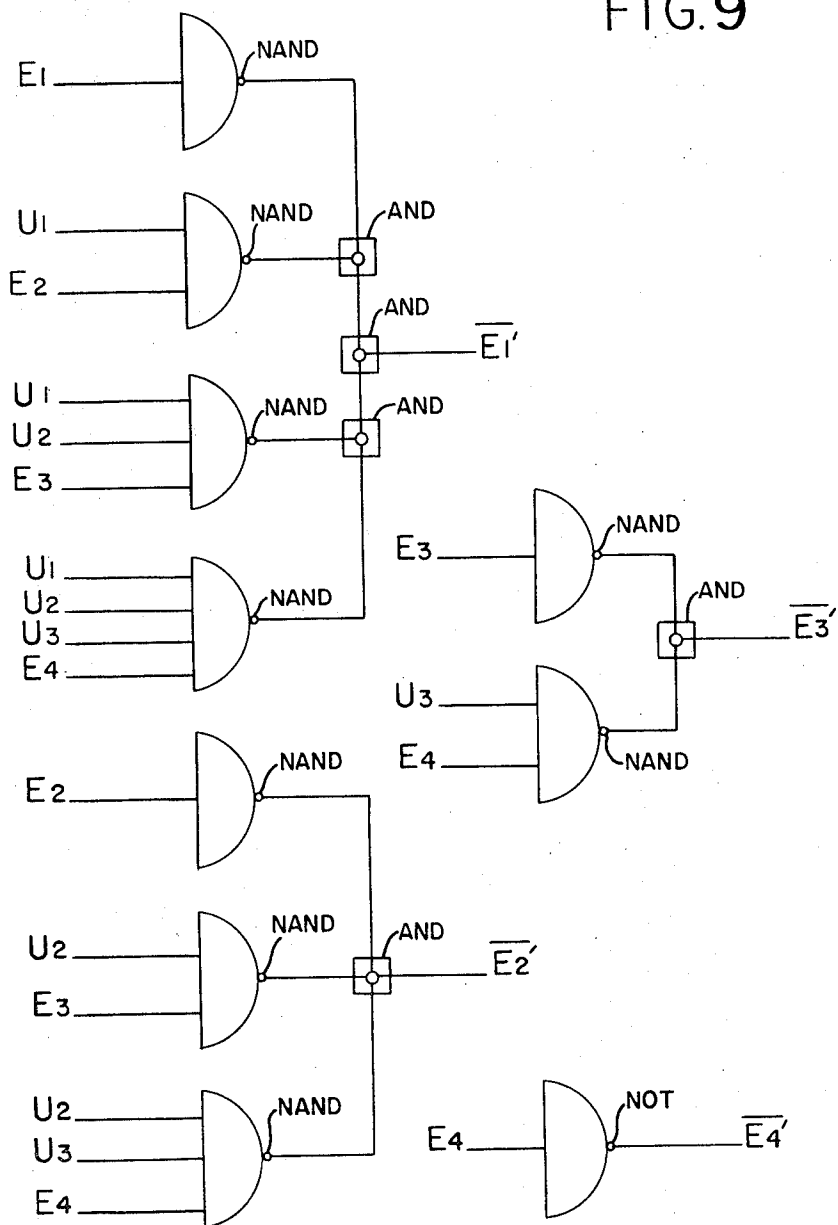 FIG. 9
NAND
E1
NAND
AND
U1
E2
AND
E1'
U1
NAND
AND
U2
E3
U1
U2
NAND
U3
E4
NAND
E3
AND
E3'
U3
E4
NAND
NAND
E2
NAND
AND
U2
E2'
E3
NAND
U2
U3
E4
NOT
E4
E4'